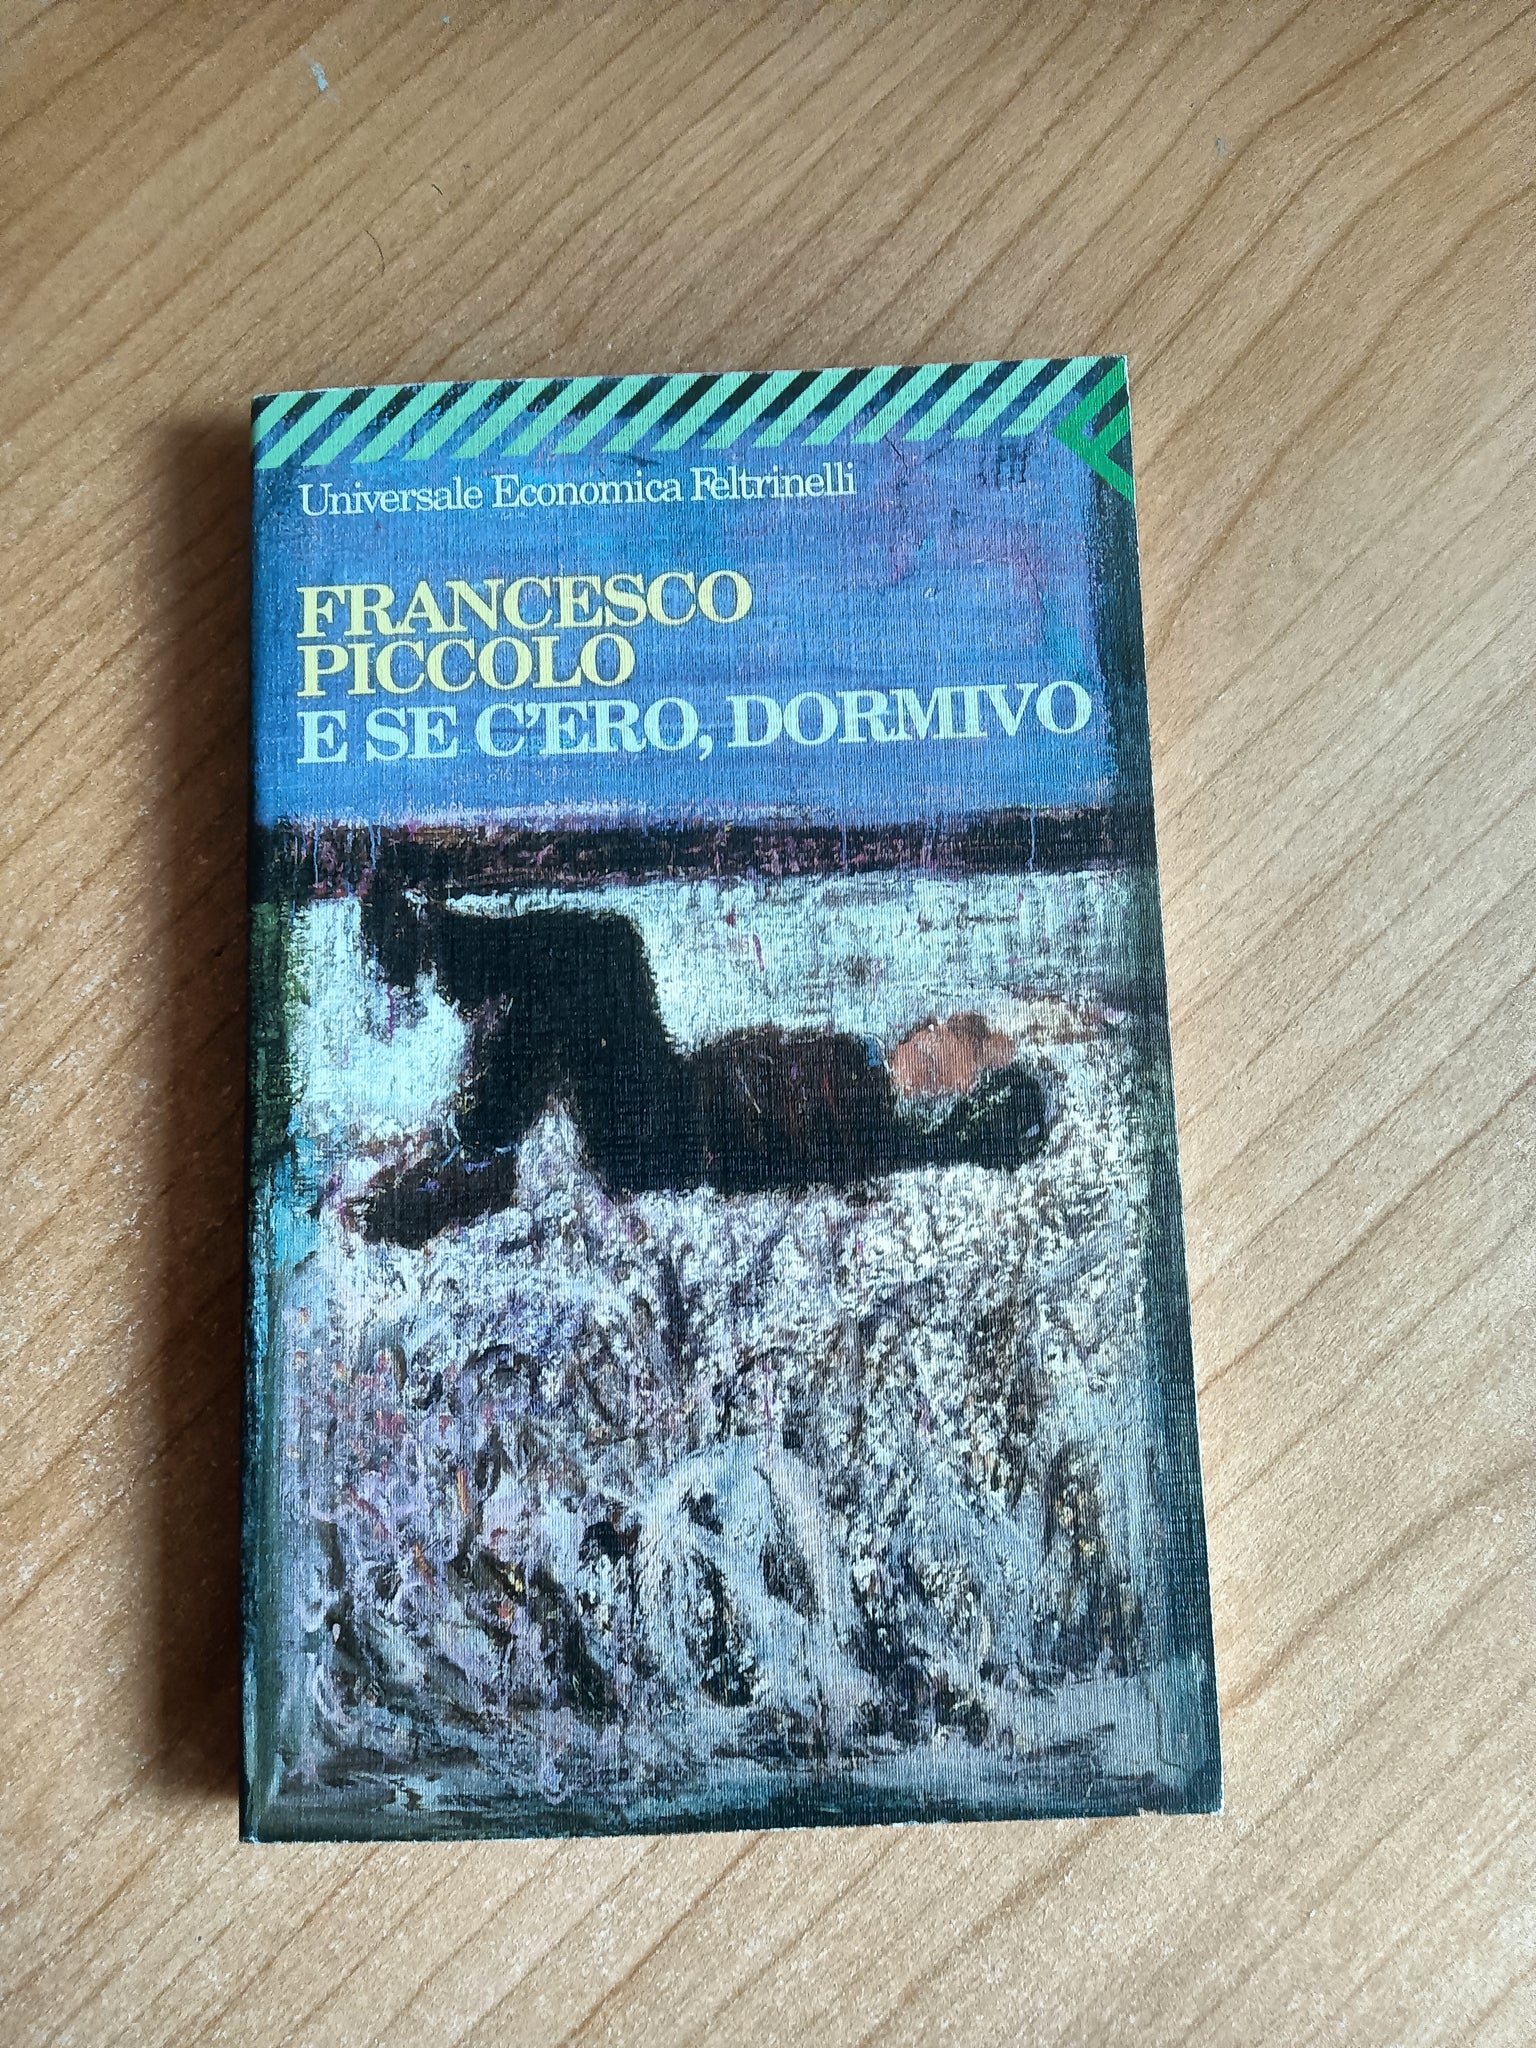 Universale Economica Feltrinelli
FRANCESCO
PICCOLO
E SE C'ERO, DORMIVO